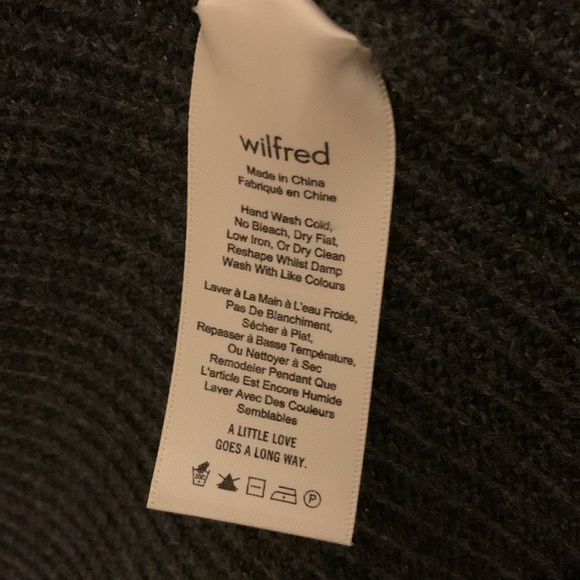 wilfred
Made in China
Fabriqué en Chine
Hand Wash Cold,
No Bleach, Dry Flat,
Low Iron, Or Dry Clean
Reshape Whilst Damp
Wash With Like Colours
Laver à La Main à L'eau Froide,
Pas De Blanchiment,
Sécher à Plat,
Repasser à Basse Température,
Ou Nettoyer à Sec
Remodeler Pendant Que
L'article Est Encore Humide
Laver Avec Des Couleurs
Semblables
A LITTLE LOVE
GOES A LONG WAY.
P